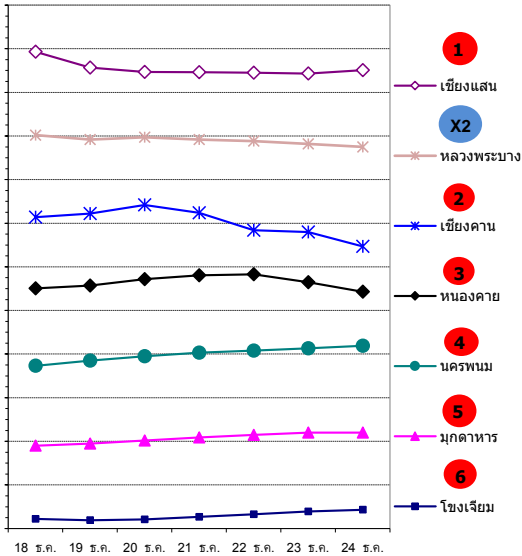 1
เชียงแสน
X2
หลวงพระบาง
2
เชียงคาน
3
หนองคาย
4
นครพนม
5
มุกดาหาร
6
โขงเจียม
18 ธ.ค. 19 ธ.ค. 20 ธ.ค. 21 ธ.ค. 22 ธ.ค. 23 ธ.ค. 24 ธ.ค.